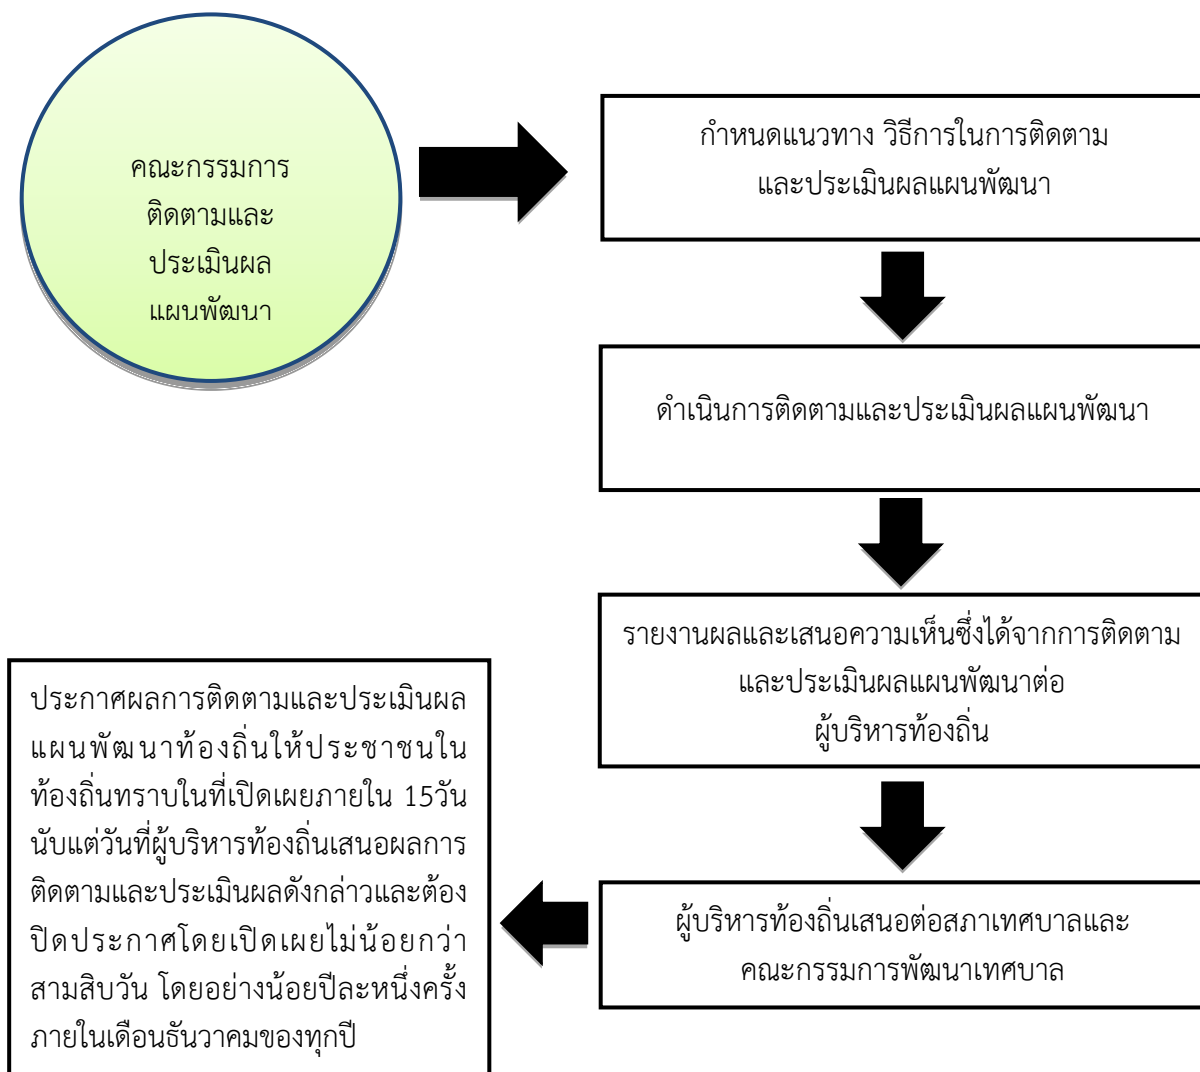 คณะกรรมการ
ติดตามและ
ประเมินผล
แผนพัฒนา
กำหนดแนวทาง วิธีการในการติดตาม
และประเมินผลแผนพัฒนา
ดำเนินการติดตามและประเมินผลแผนพัฒนา
รายงานผลและเสนอความเห็นซึ่งได้จากการติดตาม
และประเมินผลแผนพัฒนาต่อ
ผู้บริหารท้องถิ่น
ผู้บริหารท้องถิ่นเสนอต่อสภาเทศบาลและ
คณะกรรมการพัฒนาเทศบาล
ประกาศผลการติดตามและประเมินผล
แผนพัฒนาท้องถิ่นให้ประชาชนใน
ท้องถิ่นทราบในที่เปิดเผยภายใน 15วัน
นับแต่วันที่ผู้บริหารท้องถิ่นเสนอผลการ
ติดตามและประเมินผลดังกล่าวและต้อง
ปิดประกาศโดยเปิดเผยไม่น้อยกว่า
สามสิบวัน โดยอย่างน้อยปีละหนึ่งครั้ง
ภายในเดือนธันวาคมของทุกปี